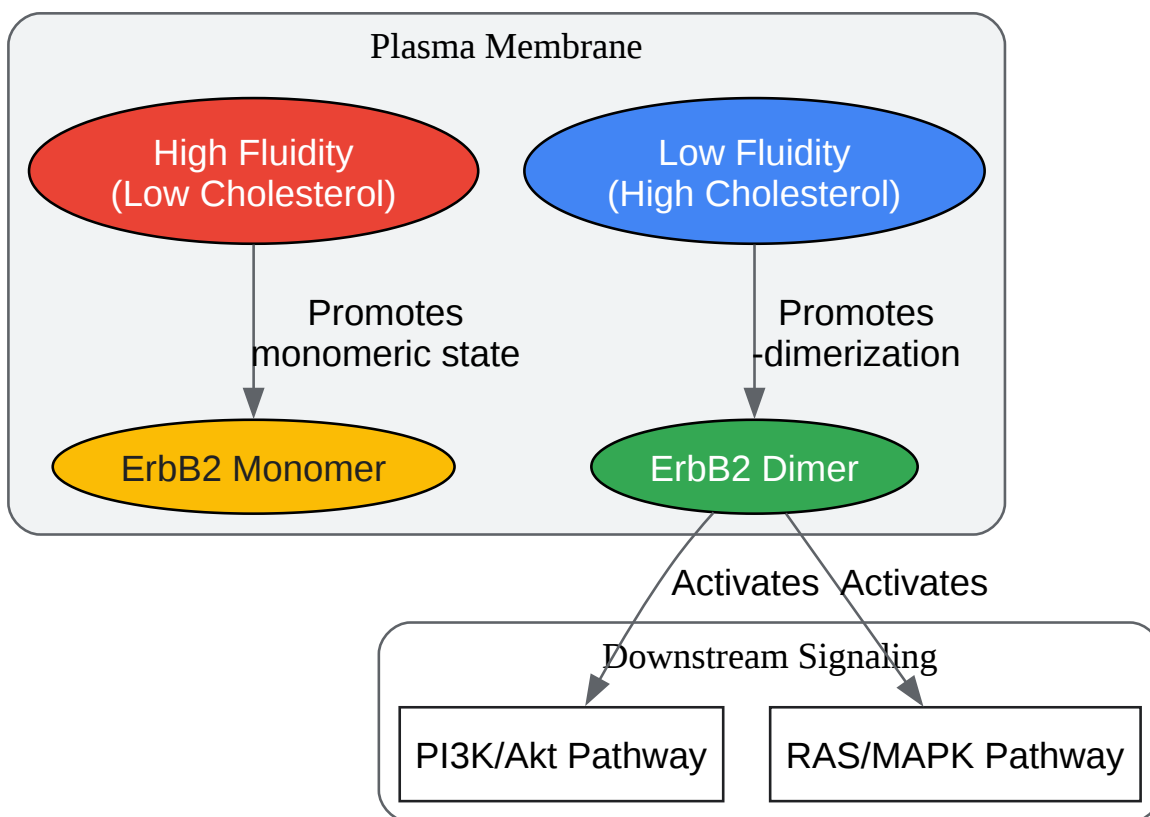 Plasma Membrane
High Fluidity
(Low Cholesterol)
Low Fluidity
(High Cholesterol)
Promotes
monomeric state
Promotes
-dimerization
ErbB2 Monomer
ErbB2 Dimer
Activates
Activates
Downstream Signaling
PI3K/Akt Pathway
RAS/MAPK Pathway